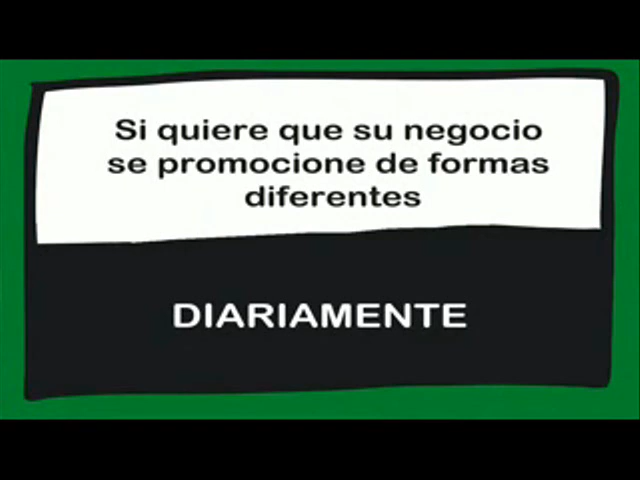 Si quiere que su negocio
se promocione de formas
diferentes
DIARIAMENTE